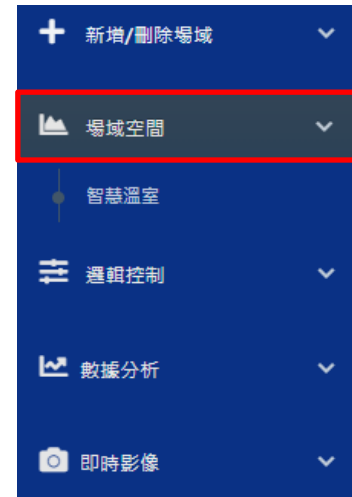 新增/刪除場域
場域空間
智慧溫室
邏輯控制
數據分析
即時影像